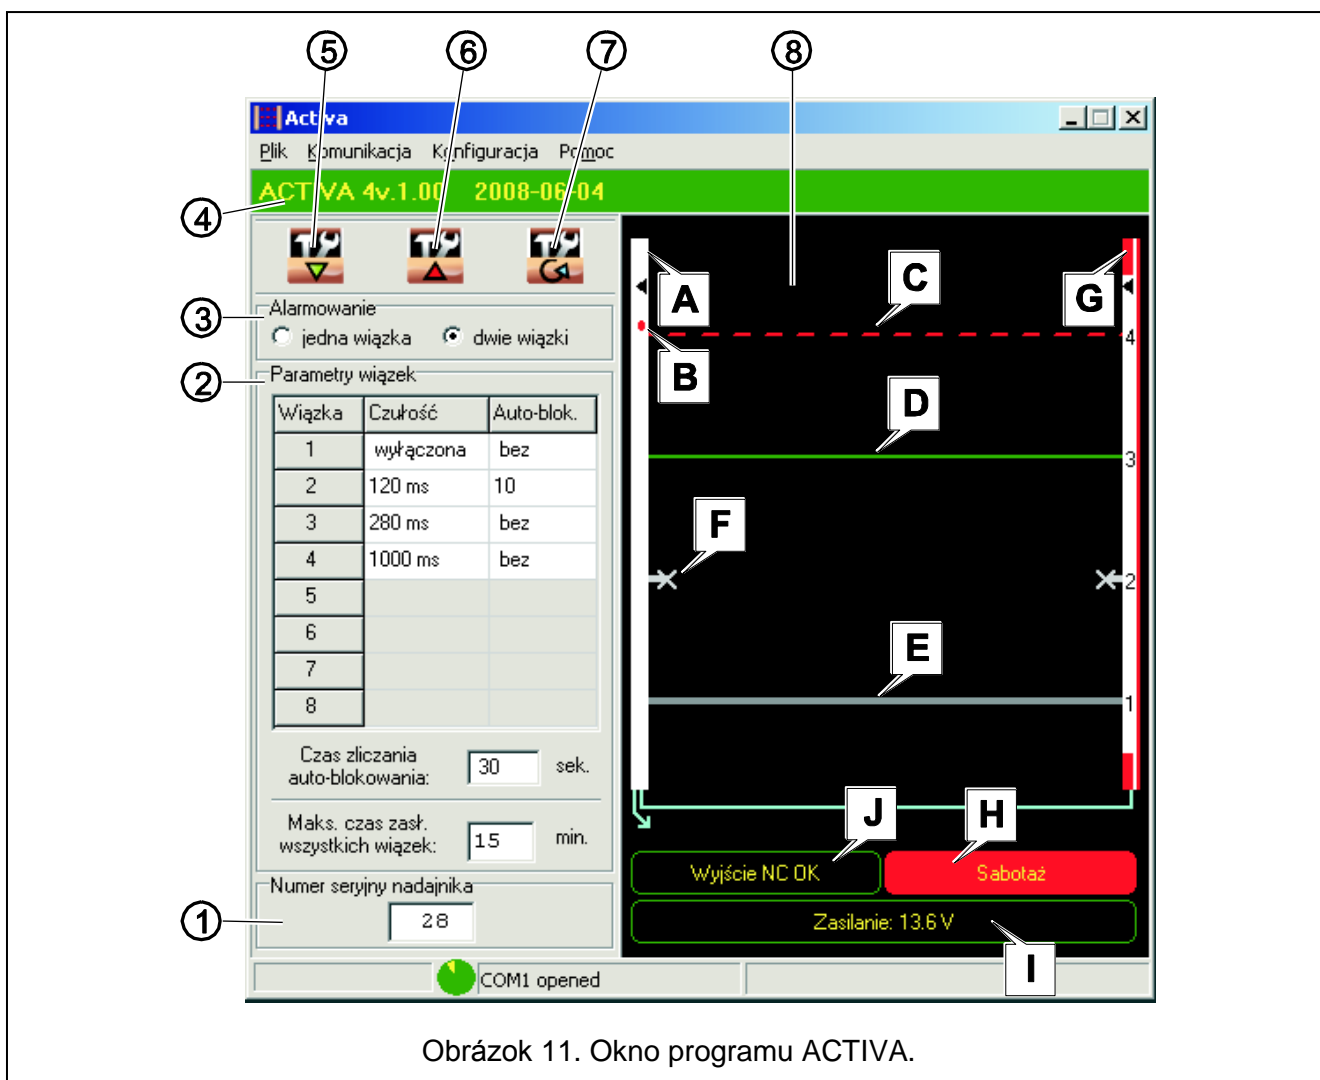 5 6 7 8
Activa
Plik Komunikacja Konfiguracja Pomoc
ACTIVA 4v.1.00 2008-06-04
4
A
C
G
3
Alarmowanie
jedna wiązka dwie wiązki
4
B
2
Parametry wiązek
Wiązka Czułość Auto-blok.
1 wyłączona bez
2 120 ms 10
3 280 ms bez
4 1000 ms bez
5
6
7
8
D
3
F
2
E
1
Czas zliczania
auto-blokowania: 30 sek.
Maks. czas zasł.
wszystkich wiązek: 15 min.
J
H
Wyjście NC OK Sabotaż
Numer seryjny nadajnika
1
28
Zasilanie: 13.6 V
I
COM1 opened
Obrázok 11. Okno programu ACTIVA.